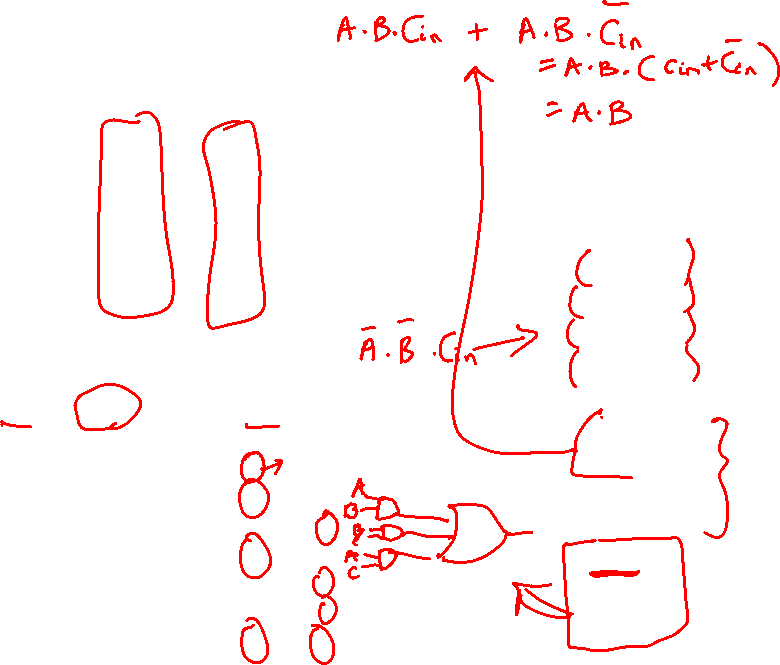 A.B.Cin + A.B.C̅in
= A.B.(Cin+C̅in)
= A.B
A̅.B̅.Cin
A
B
B
A
C